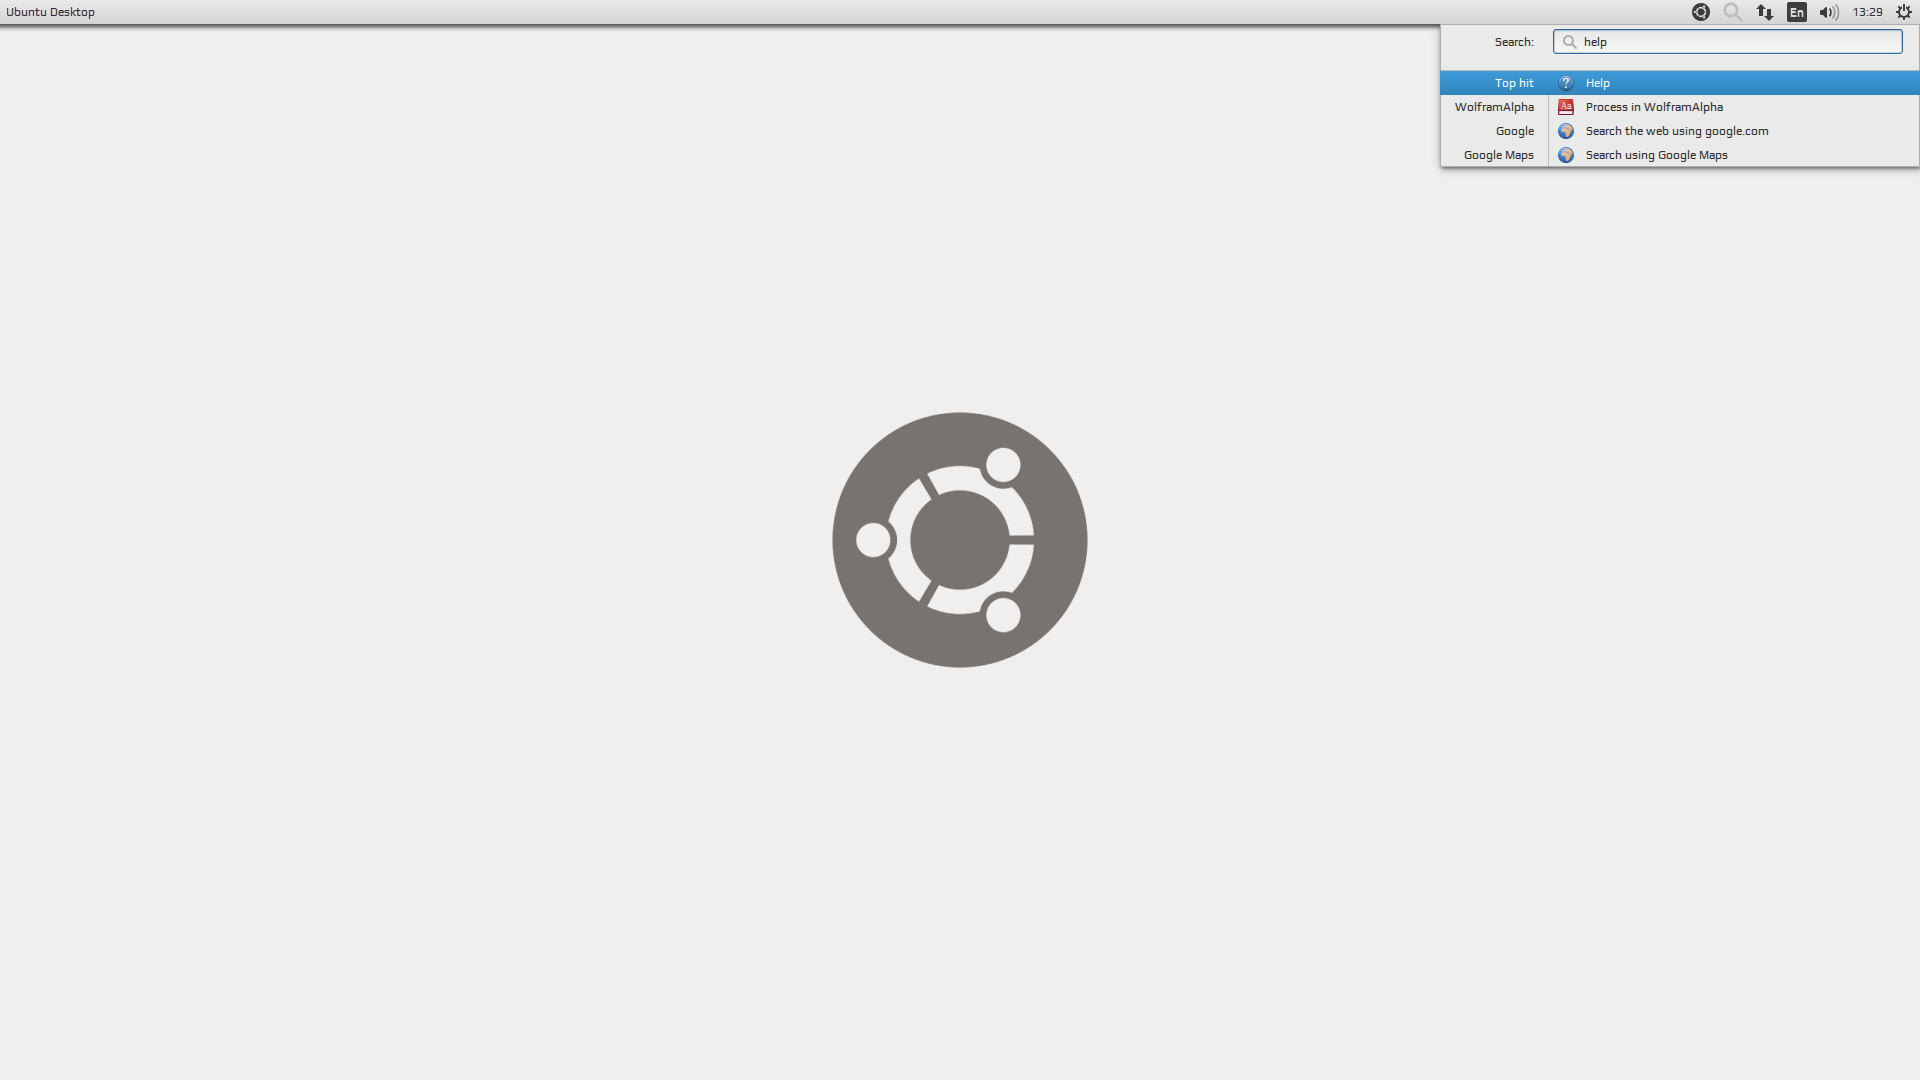 Ubuntu Desktop
En
13:29
Search:
help
Top hit
Help
WolframAlpha
Aa
Process in WolframAlpha
Google
Search the web using google.com
Google Maps
Search using Google Maps